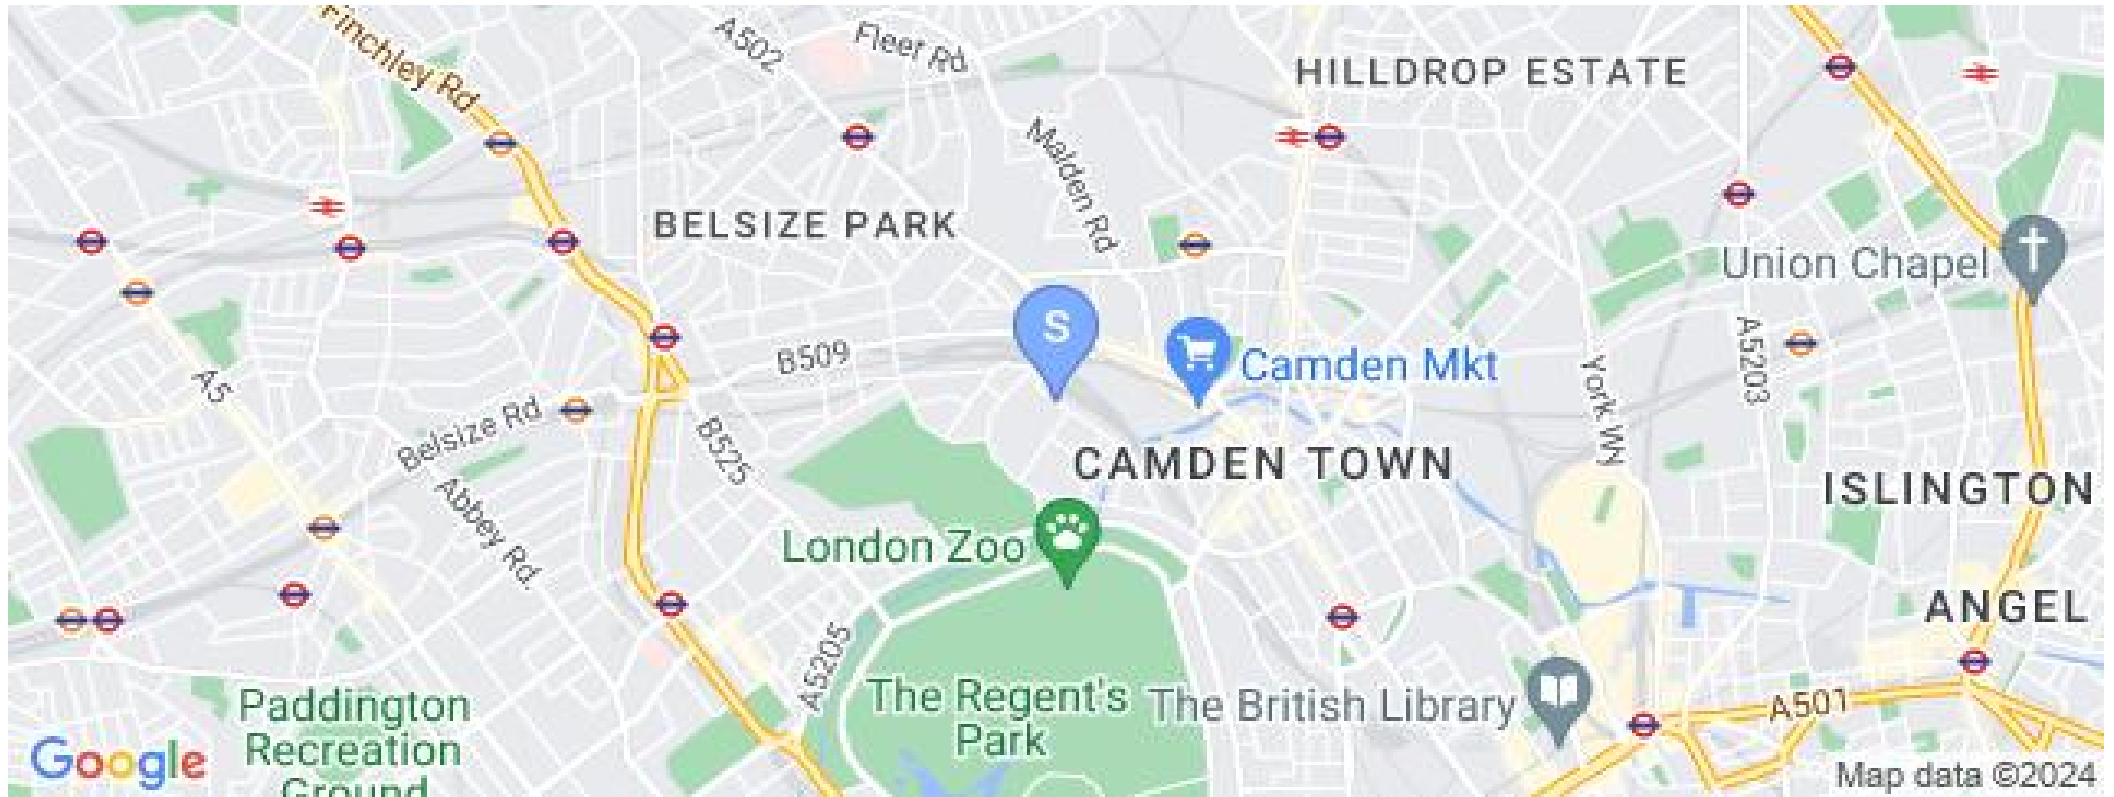 Finchley Rd
A502
Fleet Rd
HILLDROP ESTATE
Malden Rd
BELSIZE PARK
Union Chapel
S
B509
Camden Mkt
A5203
York Wy
A5
Belsize Rd
B525
CAMDEN TOWN
ISLINGTON
Abbey Rd.
London Zoo
ANGEL
A5205
The Regent's
Park
The British Library
A501
Paddington
Recreation
Ground
Google
Map data ©2024